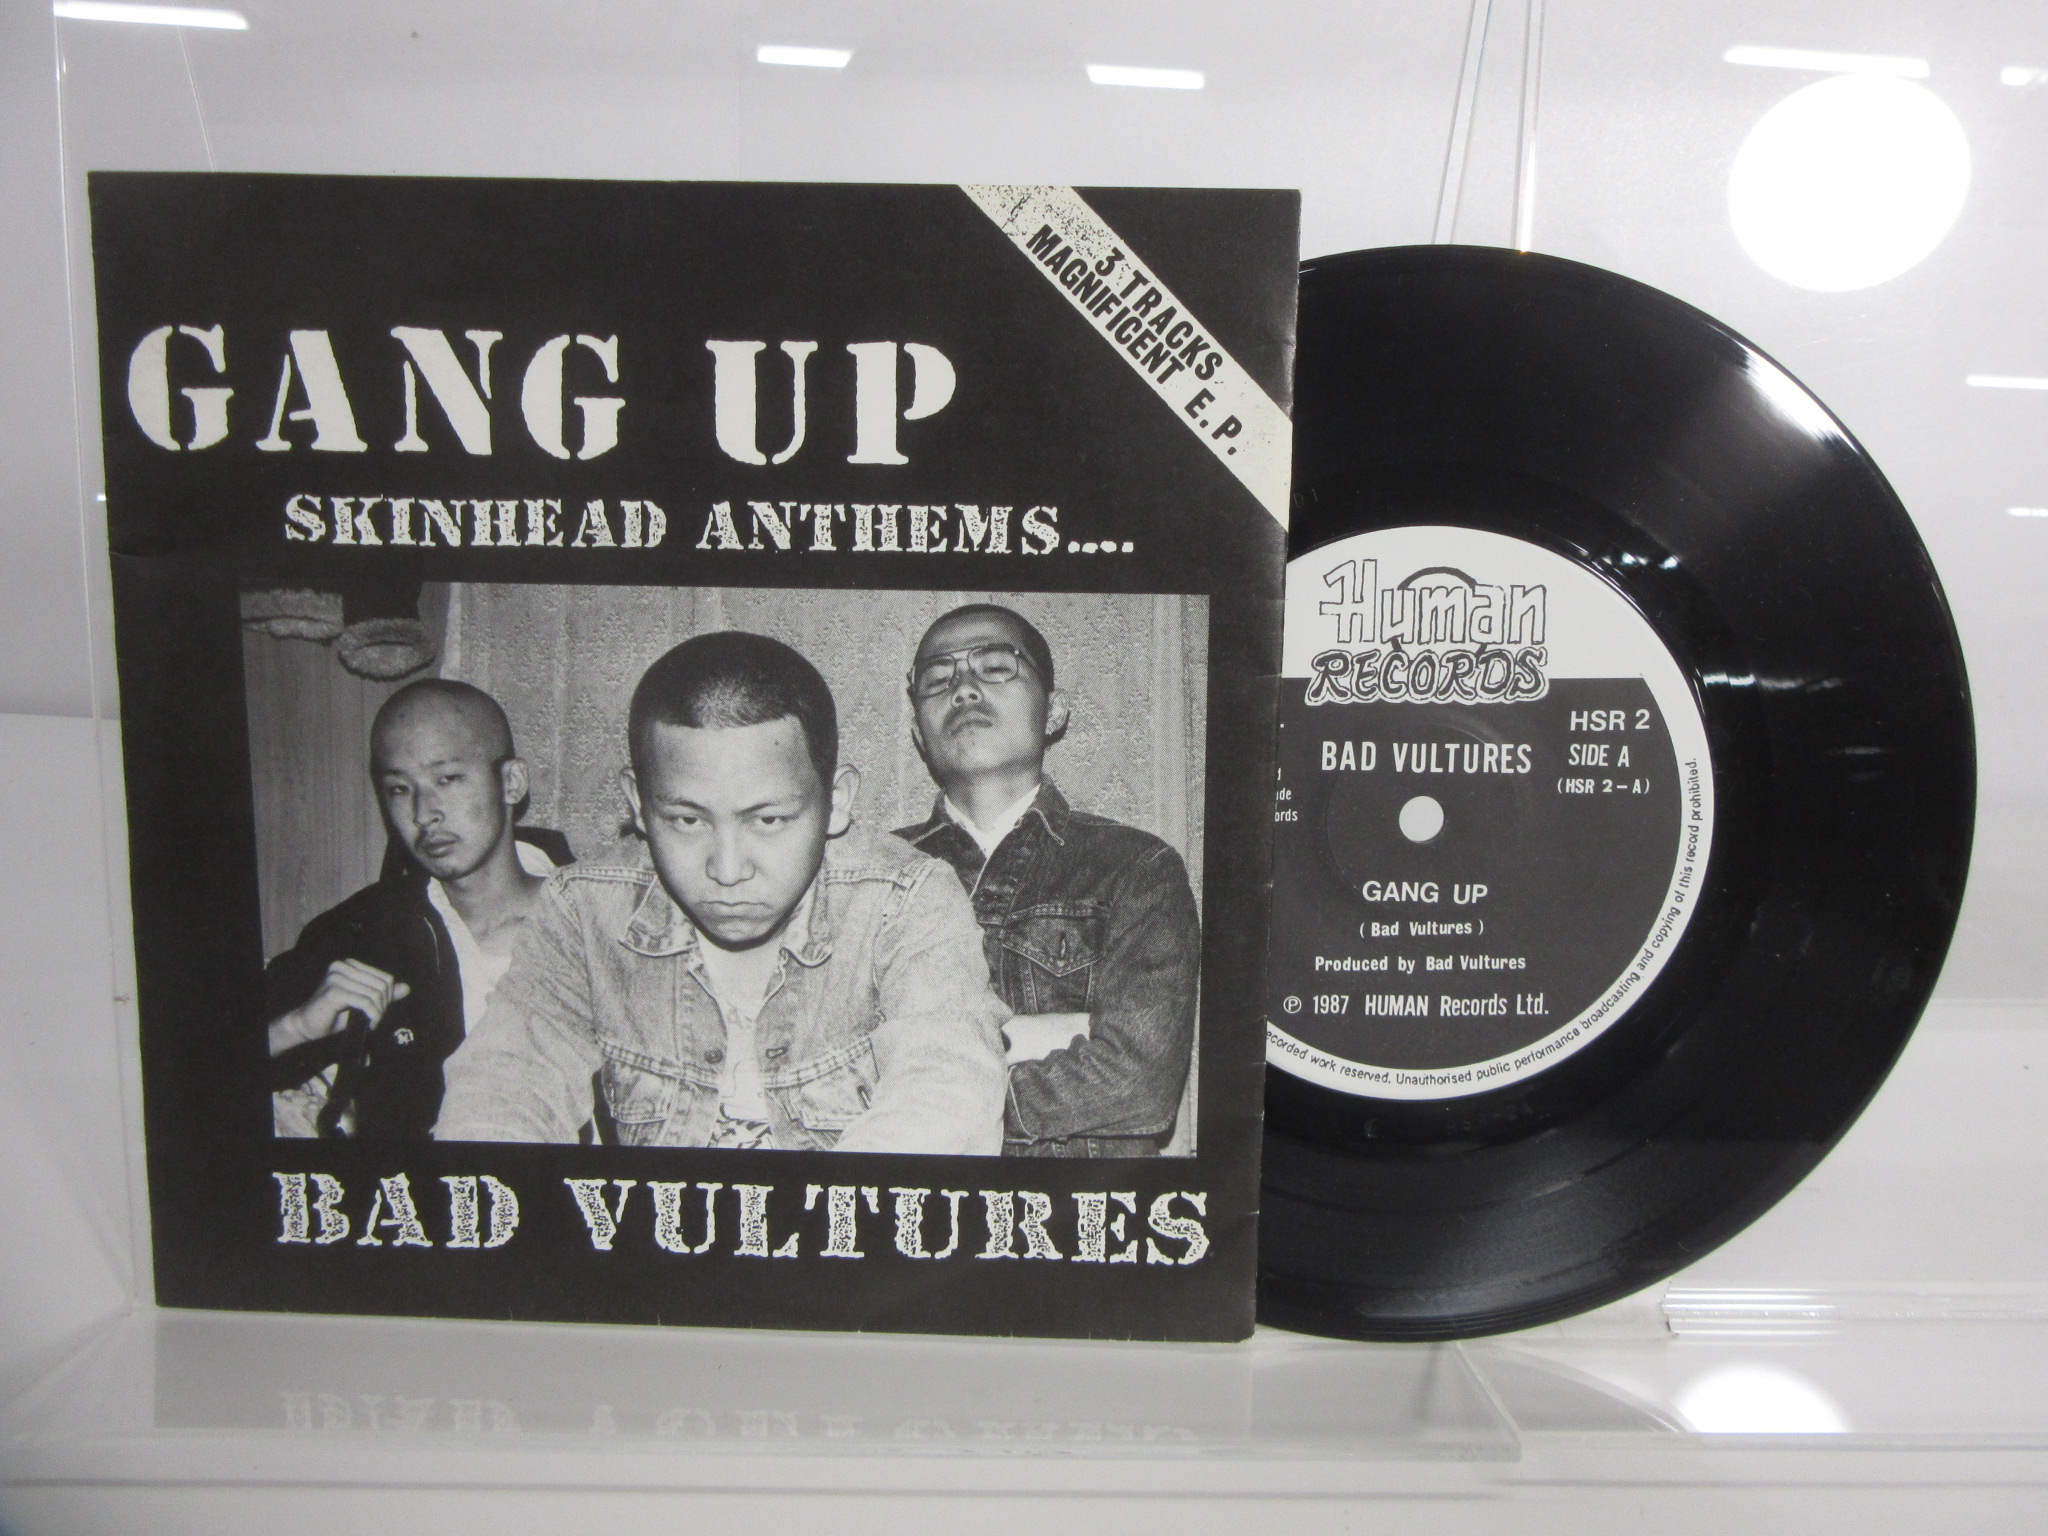 GANG UP
SKINHEAD ANTHEMS....
3 TRACKS
MAGNIFICENT E.P.
BAD VULTURES
Human
RECORDS
HSR 2
BAD VULTURES
SIDE A
(HSR 2-A)
GANG UP
(Bad Vultures)
Produced by Bad Vultures
Ⓟ 1987 HUMAN Records Ltd.
work reserved. Unauthorised public performance broadcasting and copying of this record prohibited.